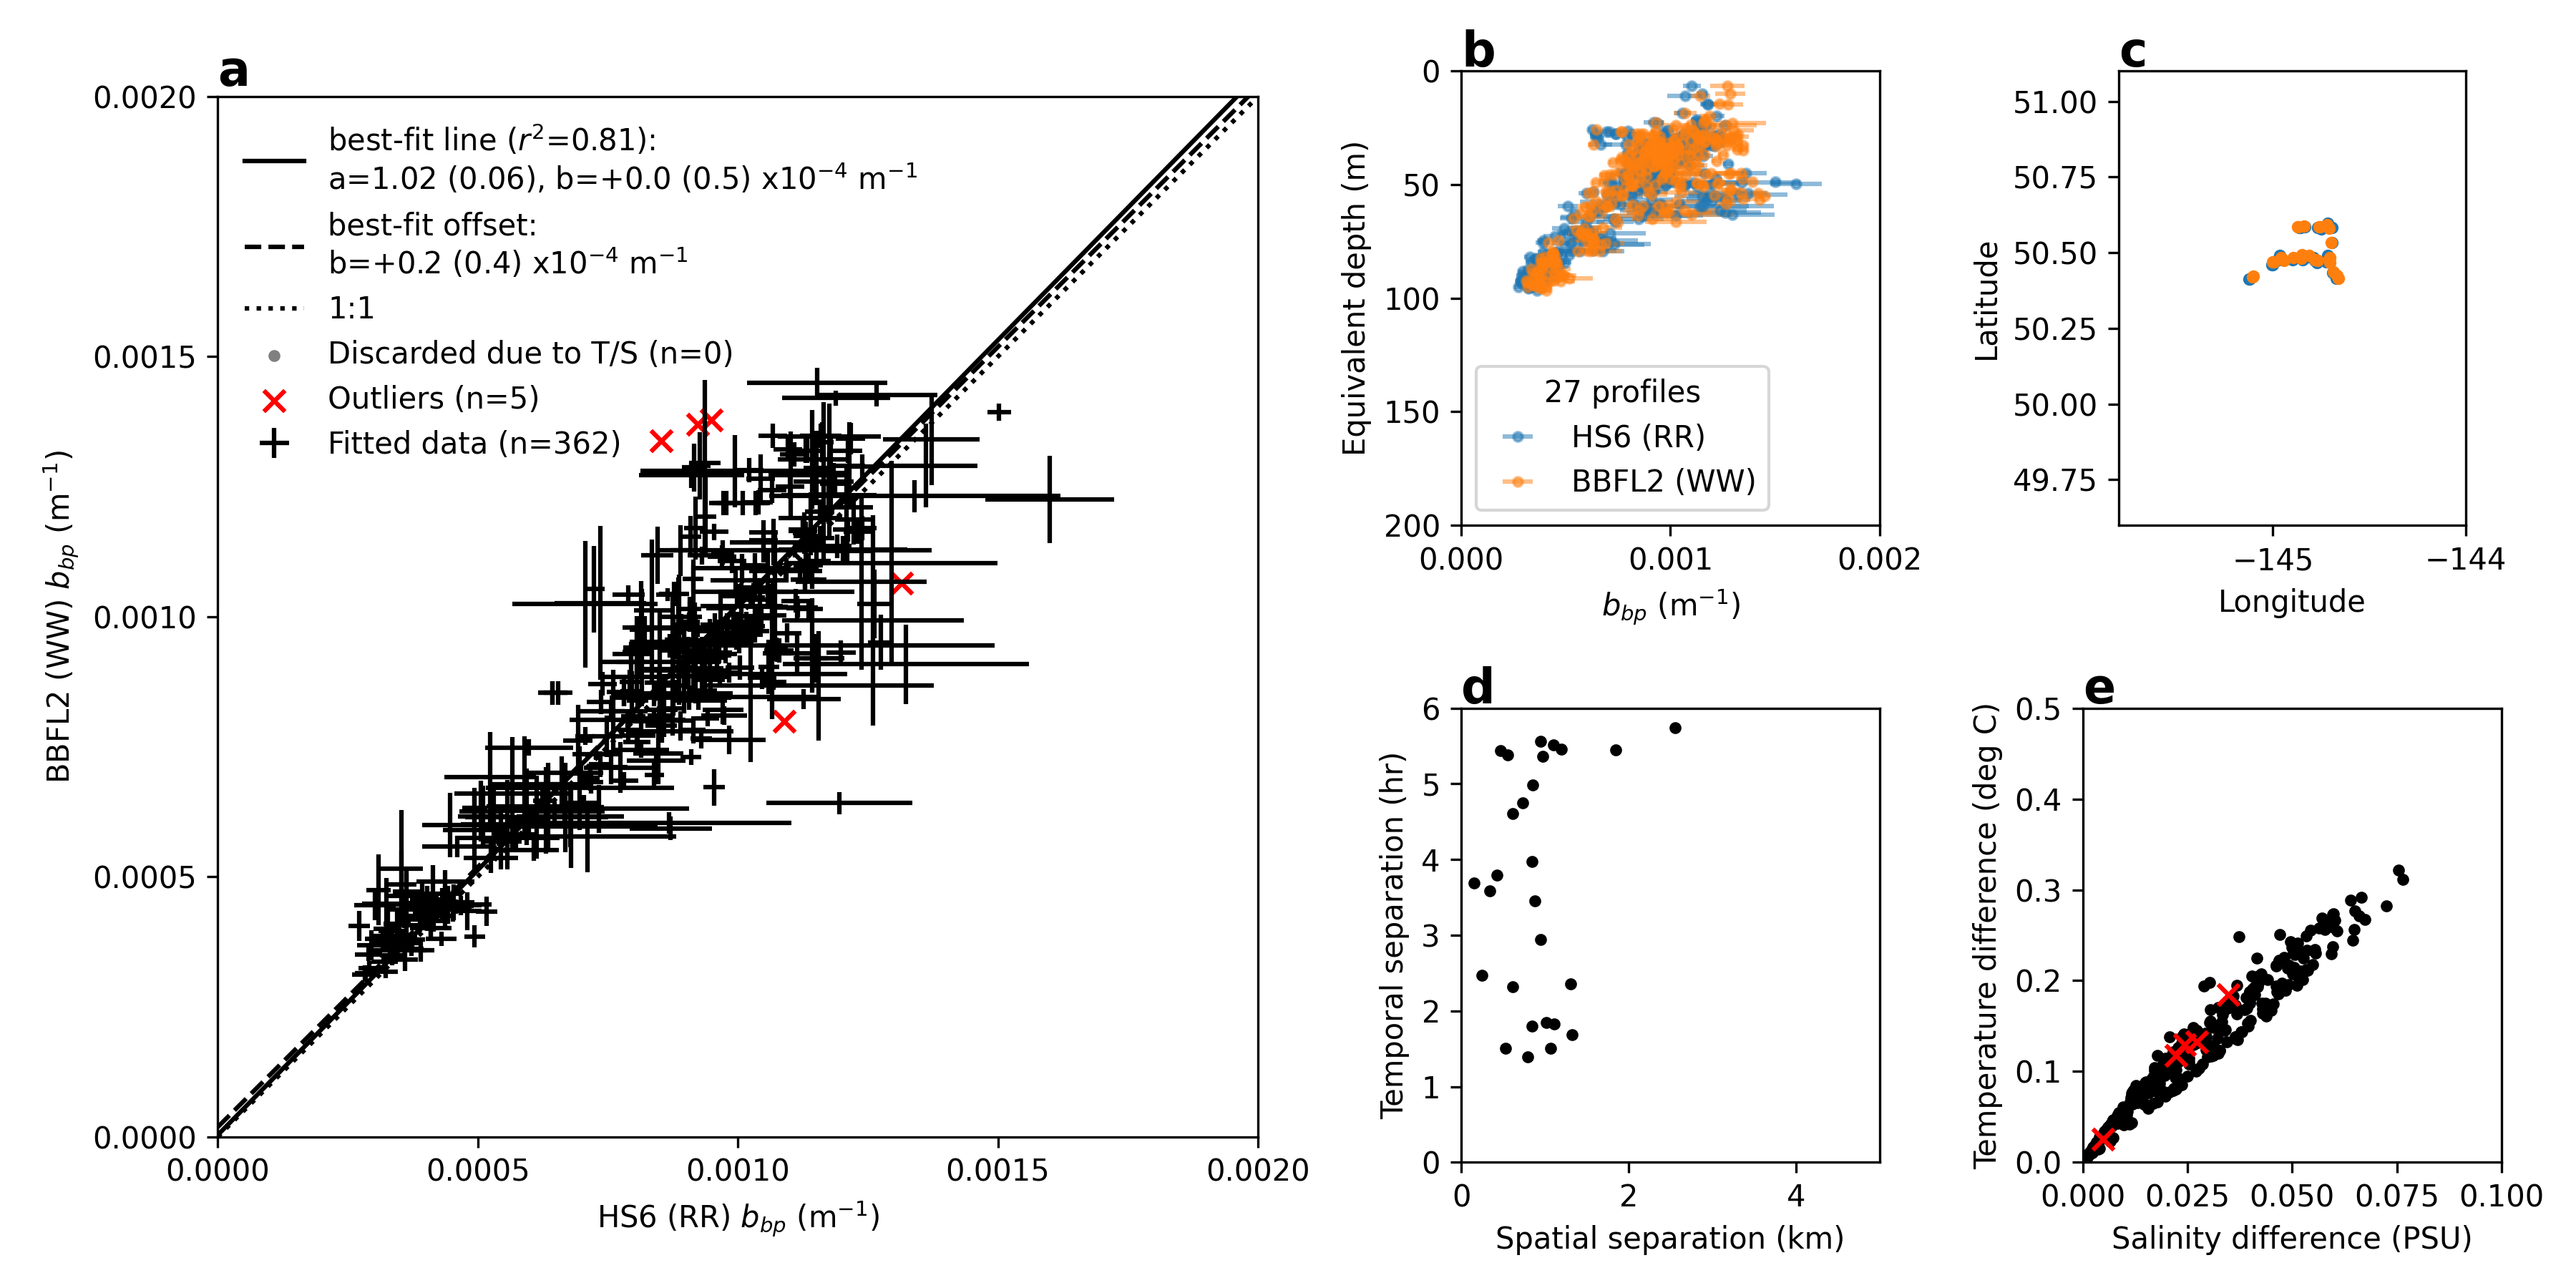 a
0.0020
0.0015
0.0010
0.0005
0.0000
BBFL2 (WW) b_bp (m⁻¹)
best-fit line (r²=0.81):
a=1.02 (0.06), b=+0.0 (0.5) x10⁻⁴ m⁻¹
best-fit offset:
b=+0.2 (0.4) x10⁻⁴ m⁻¹
1:1
Discarded due to T/S (n=0)
Outliers (n=5)
Fitted data (n=362)
0.0000 0.0005 0.0010 0.0015 0.0020
HS6 (RR) b_bp (m⁻¹)
b
0
50
100
150
200
Equivalent depth (m)
27 profiles
HS6 (RR)
BBFL2 (WW)
0.000 0.001 0.002
b_bp (m⁻¹)
c
51.00
50.75
50.50
50.25
50.00
49.75
Latitude
−145 −144
Longitude
d
6
5
4
3
2
1
0
Temporal separation (hr)
0 2 4
Spatial separation (km)
e
0.5
0.4
0.3
0.2
0.1
0.0
Temperature difference (deg C)
0.000 0.025 0.050 0.075 0.100
Salinity difference (PSU)